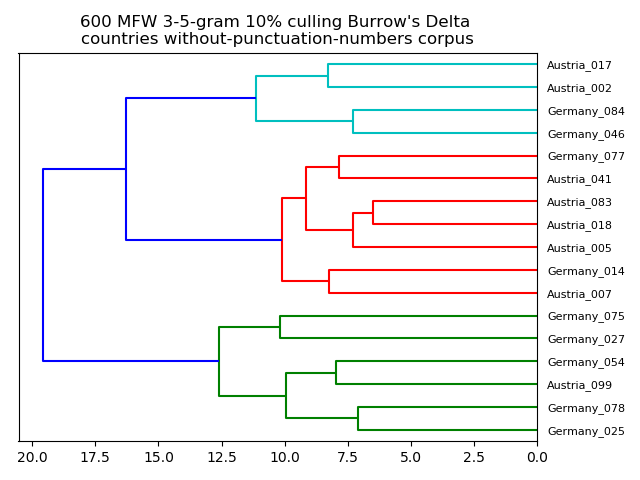 600 MFW 3-5-gram 10% culling Burrow's Delta
countries without-punctuation-numbers corpus
Austria_017
Austria_002
Germany_084
Germany_046
Germany_077
Austria_041
Austria_083
Austria_018
Austria_005
Germany_014
Austria_007
Germany_075
Germany_027
Germany_054
Austria_099
Germany_078
Germany_025
20.0 17.5 15.0 12.5 10.0 7.5 5.0 2.5 0.0